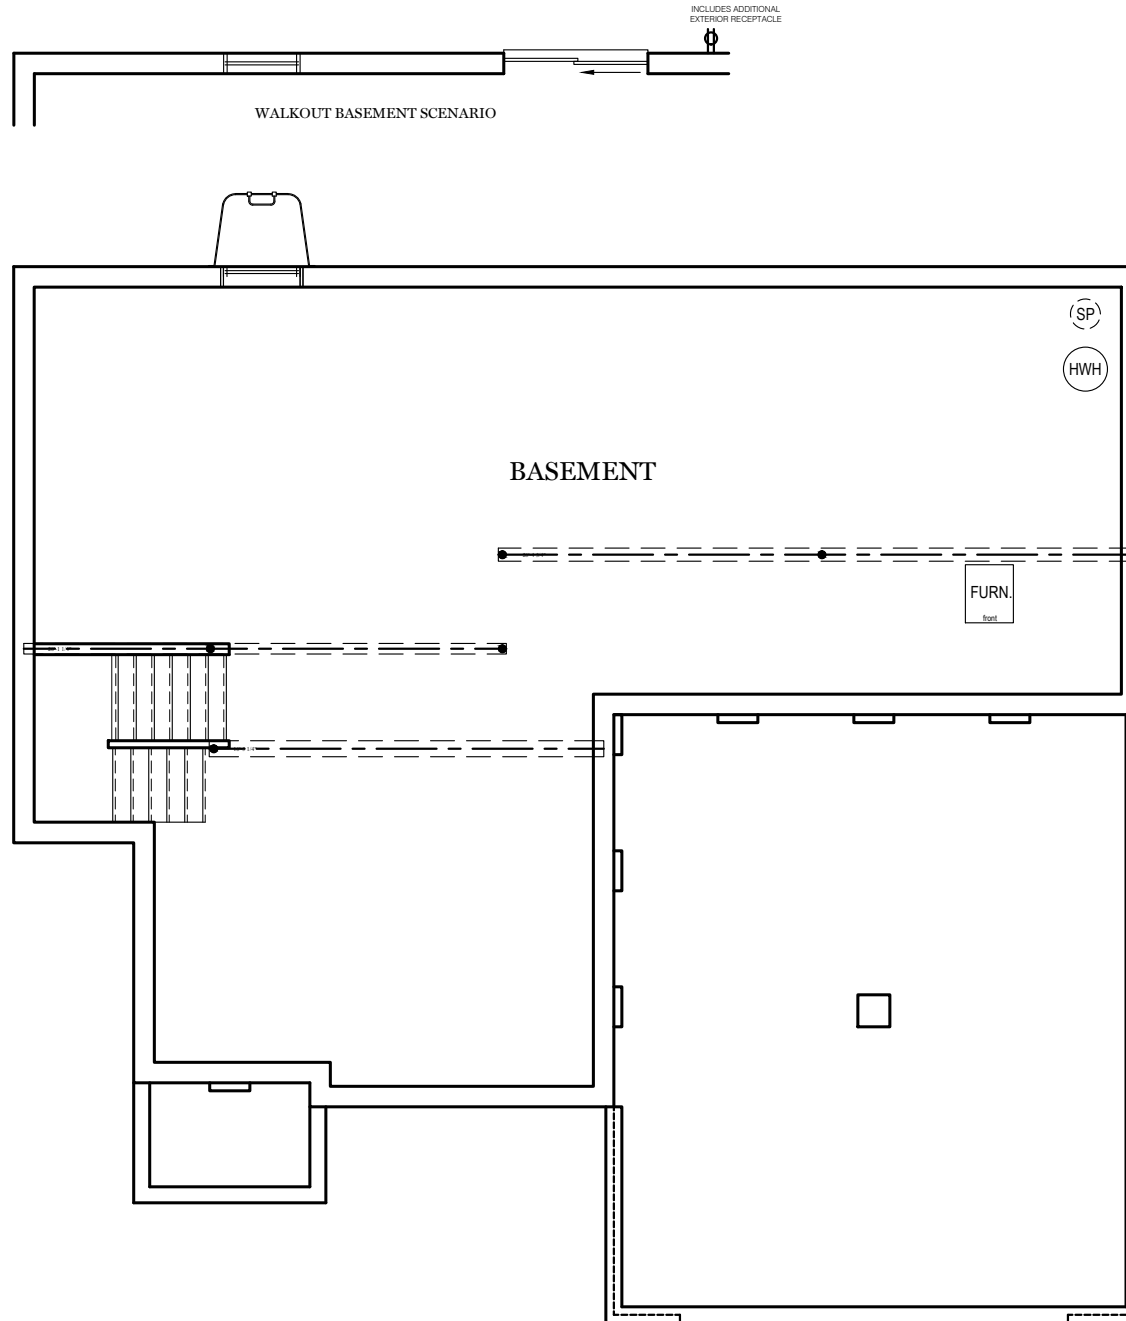 INCLUDES ADDITIONAL
EXTERIOR RECEPTACLE
WALKOUT BASEMENT SCENARIO
SP
HWH
BASEMENT
FURN.
front